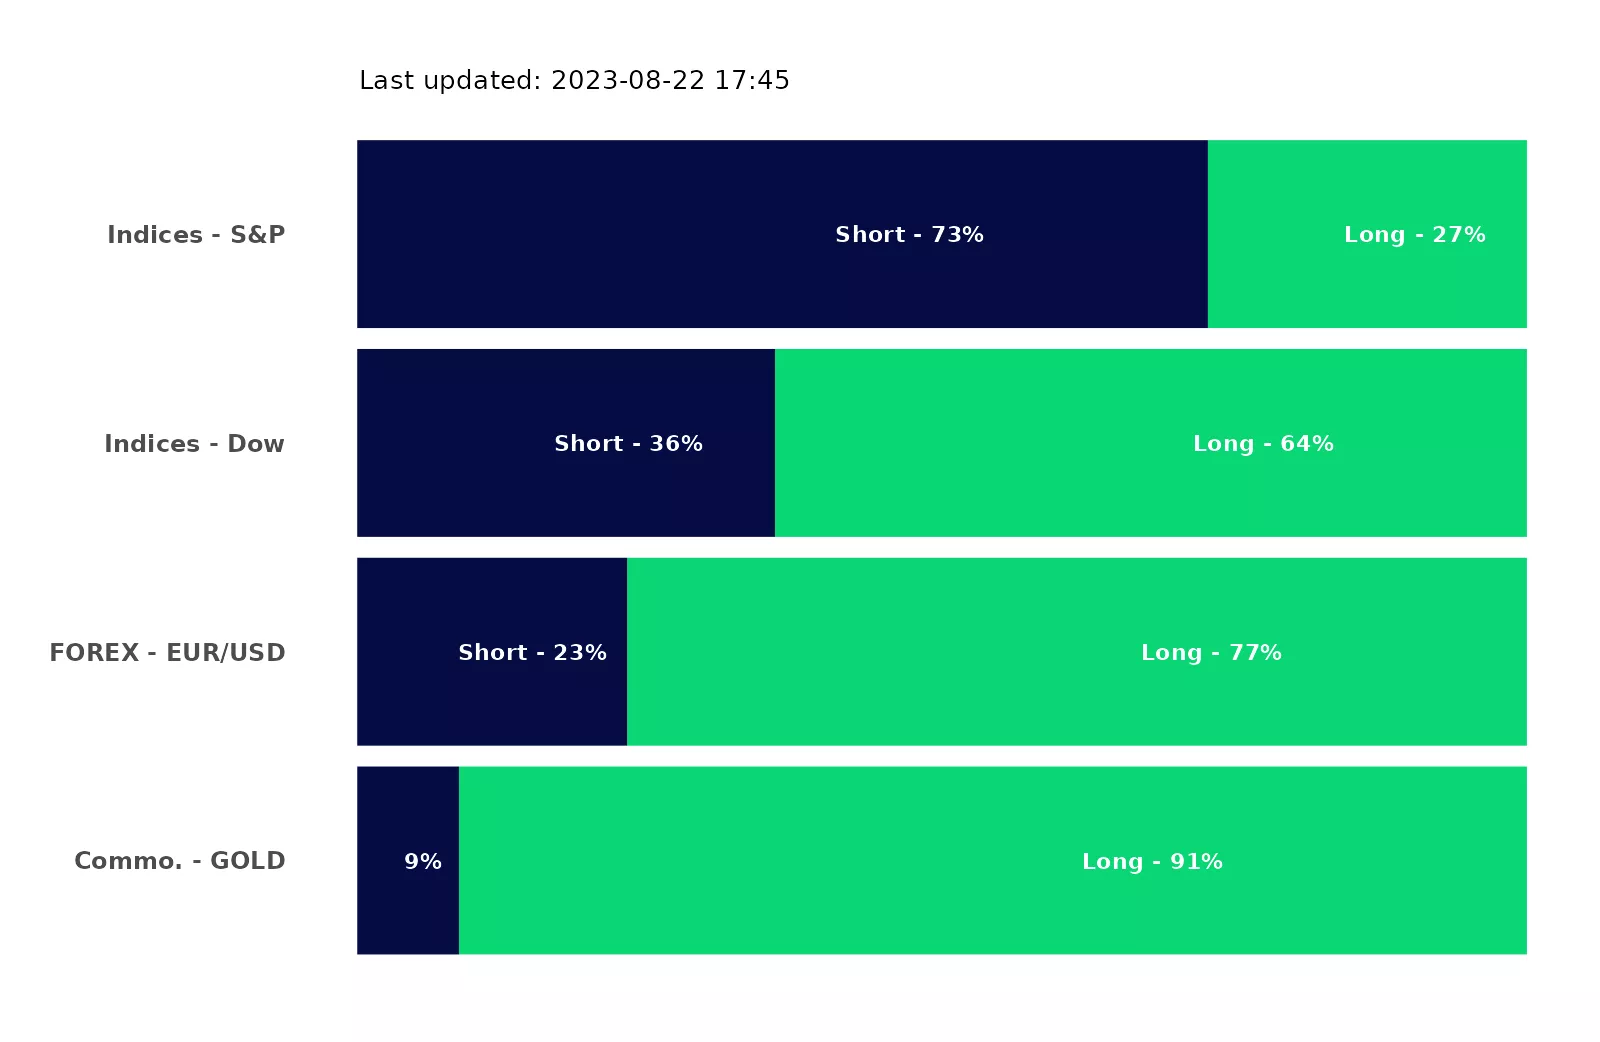 Last updated: 2023-08-22 17:45
Indices - S&P
Short - 73%
Long - 27%
Indices - Dow
Short - 36%
Long - 64%
FOREX - EUR/USD
Short - 23%
Long - 77%
Commo. - GOLD
9%
Long - 91%